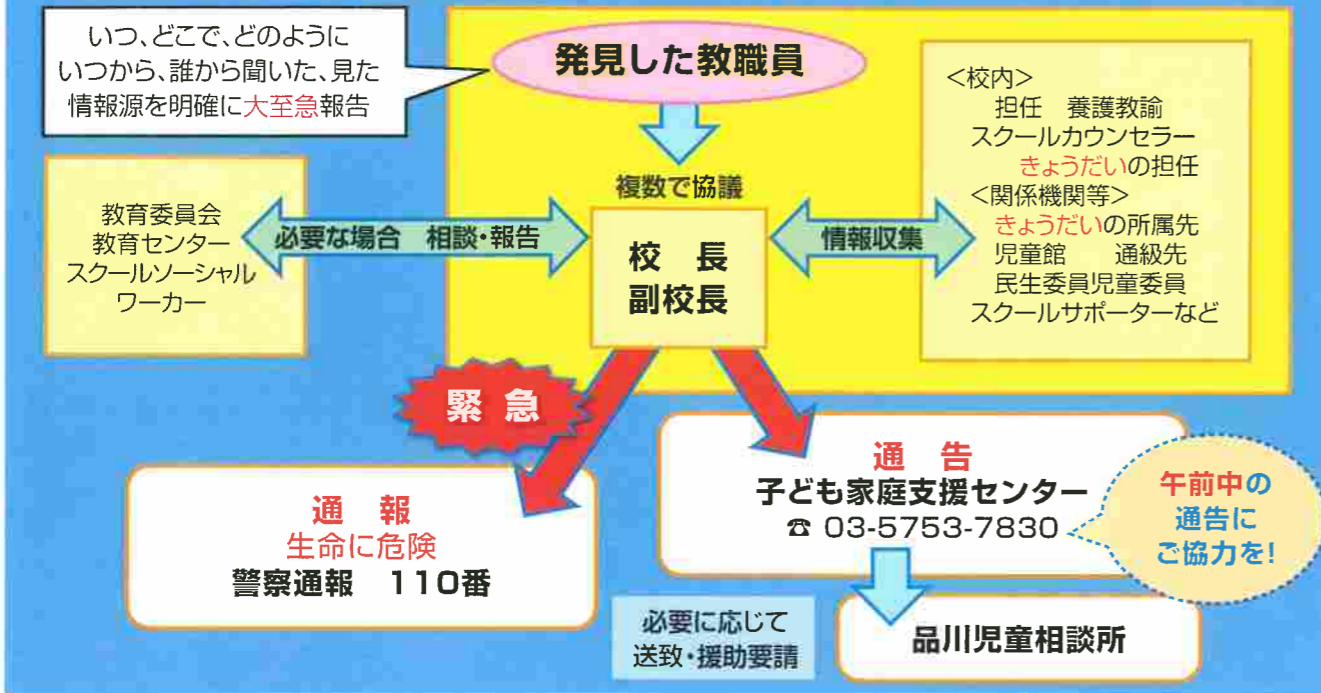 いつ、どこで、どのように
いつから、誰から聞いた、見た
情報源を明確に大至急報告
発見した教職員
複数で協議
校 長
副校長
教育委員会
教育センター
スクールソーシャル
ワーカー
必要な場合 相談・報告
情報収集
<校内>
担任 養護教諭
スクールカウンセラー
きょうだいの担任
<関係機関等>
きょうだいの所属先
児童館 通級先
民生委員児童委員
スクールサポーターなど
緊 急
通 報
生命に危険
警察通報 110番
通 告
子ども家庭支援センター
☎ 03-5753-7830
午前中の
通告に
ご協力を!
必要に応じて
送致・援助要請
品川児童相談所